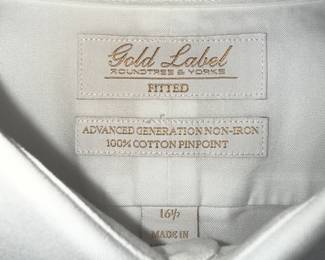 Gold Label
ROUNDTREE & YORKE
FITTED
ADVANCED GENERATION NON-IRON
100% COTTON PINPOINT
16½
MADE IN